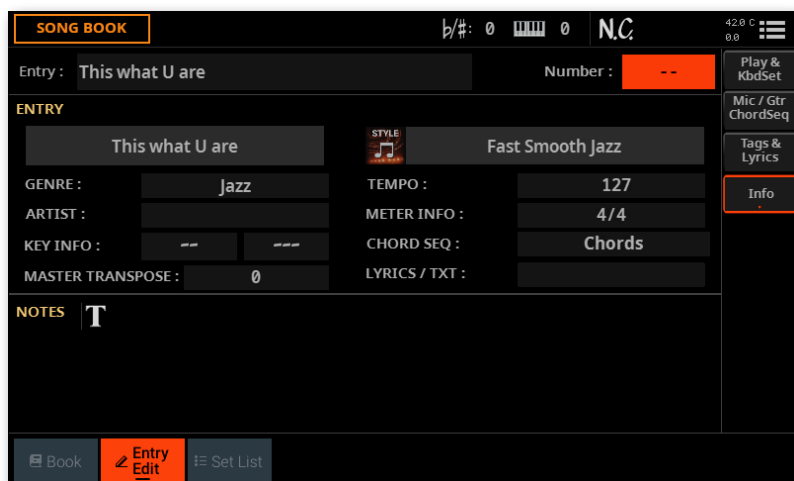 SONG BOOK
b/#: 0
0
N.C.
42.0 C
0.0
Entry : This what U are
Number : --
Play & KbdSet
Mic / Gtr ChordSeq
Tags & Lyrics
Info
ENTRY
This what U are
STYLE
Fast Smooth Jazz
GENRE : Jazz
TEMPO : 127
ARTIST :
METER INFO : 4/4
KEY INFO : -- ---
CHORD SEQ : Chords
MASTER TRANSPOSE : 0
LYRICS / TXT :
NOTES T
Book
Entry Edit
Set List